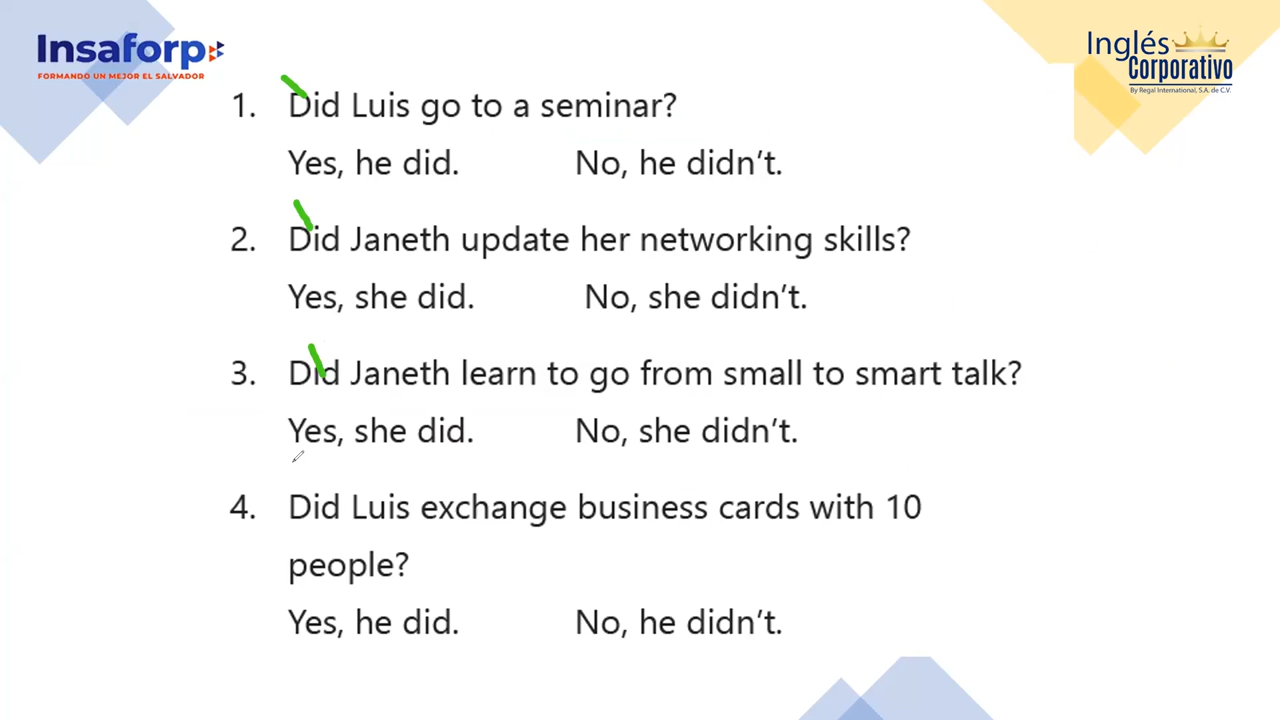 Insaforp
FORMANDO UN MEJOR EL SALVADOR
Inglés
Corporativo
By Regal International, S.A. de C.V.
1. Did Luis go to a seminar?
Yes, he did. No, he didn’t.
2. Did Janeth update her networking skills?
Yes, she did. No, she didn’t.
3. Did Janeth learn to go from small to smart talk?
Yes, she did. No, she didn’t.
4. Did Luis exchange business cards with 10
people?
Yes, he did. No, he didn’t.